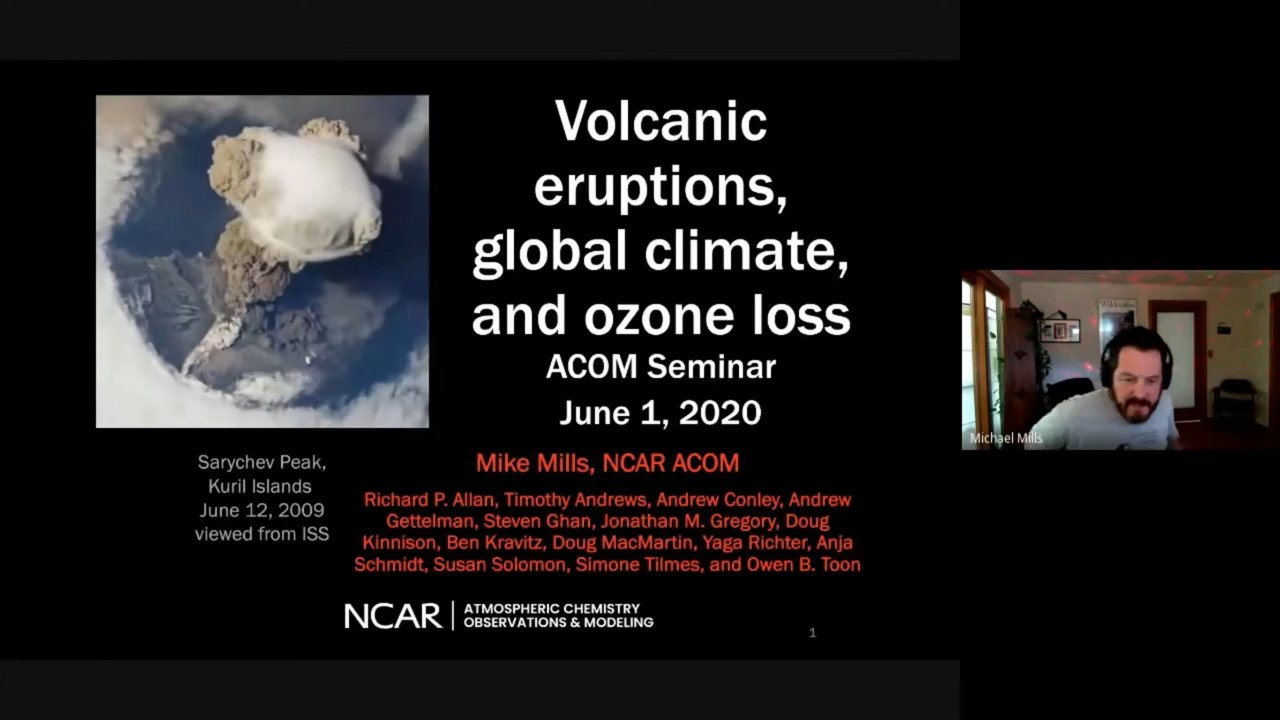 Volcanic
eruptions,
global climate,
and ozone loss
ACOM Seminar
June 1, 2020
Sarychev Peak,
Kuril Islands
June 12, 2009
viewed from ISS
Mike Mills, NCAR ACOM
Richard P. Allan, Timothy Andrews, Andrew Conley, Andrew
Gettelman, Steven Ghan, Jonathan M. Gregory, Doug
Kinnison, Ben Kravitz, Doug MacMartin, Yaga Richter, Anja
Schmidt, Susan Solomon, Simone Tilmes, and Owen B. Toon
NCAR
ATMOSPHERIC CHEMISTRY
OBSERVATIONS & MODELING
1
Michael Mills